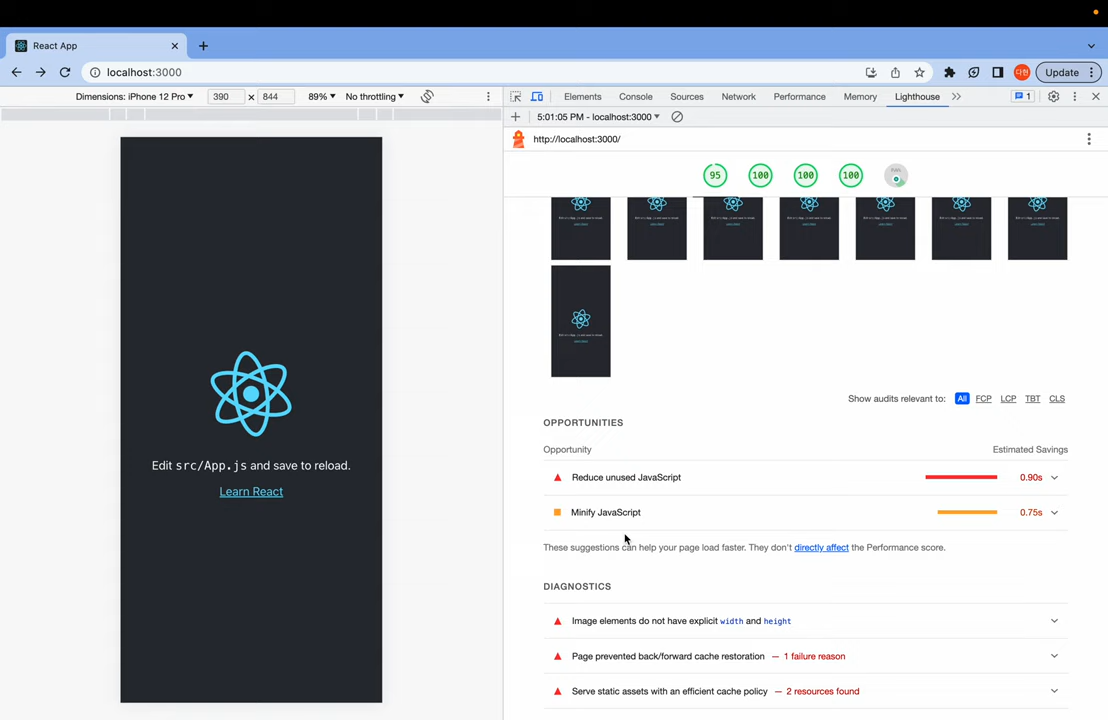 React App
localhost:3000
다현
Update
Dimensions: iPhone 12 Pro
390
×
844
89%
No throttling
Elements
Console
Sources
Network
Performance
Memory
Lighthouse
1
5:01:05 PM - localhost:3000
http://localhost:3000/
95
100
100
100
Edit src/App.js and save to reload.
Learn React
Show audits relevant to:
All
FCP
LCP
TBT
CLS
OPPORTUNITIES
Opportunity
Estimated Savings
Reduce unused JavaScript
0.90s
Minify JavaScript
0.75s
These suggestions can help your page load faster. They don't directly affect the Performance score.
DIAGNOSTICS
Image elements do not have explicit width and height
Page prevented back/forward cache restoration — 1 failure reason
Serve static assets with an efficient cache policy — 2 resources found